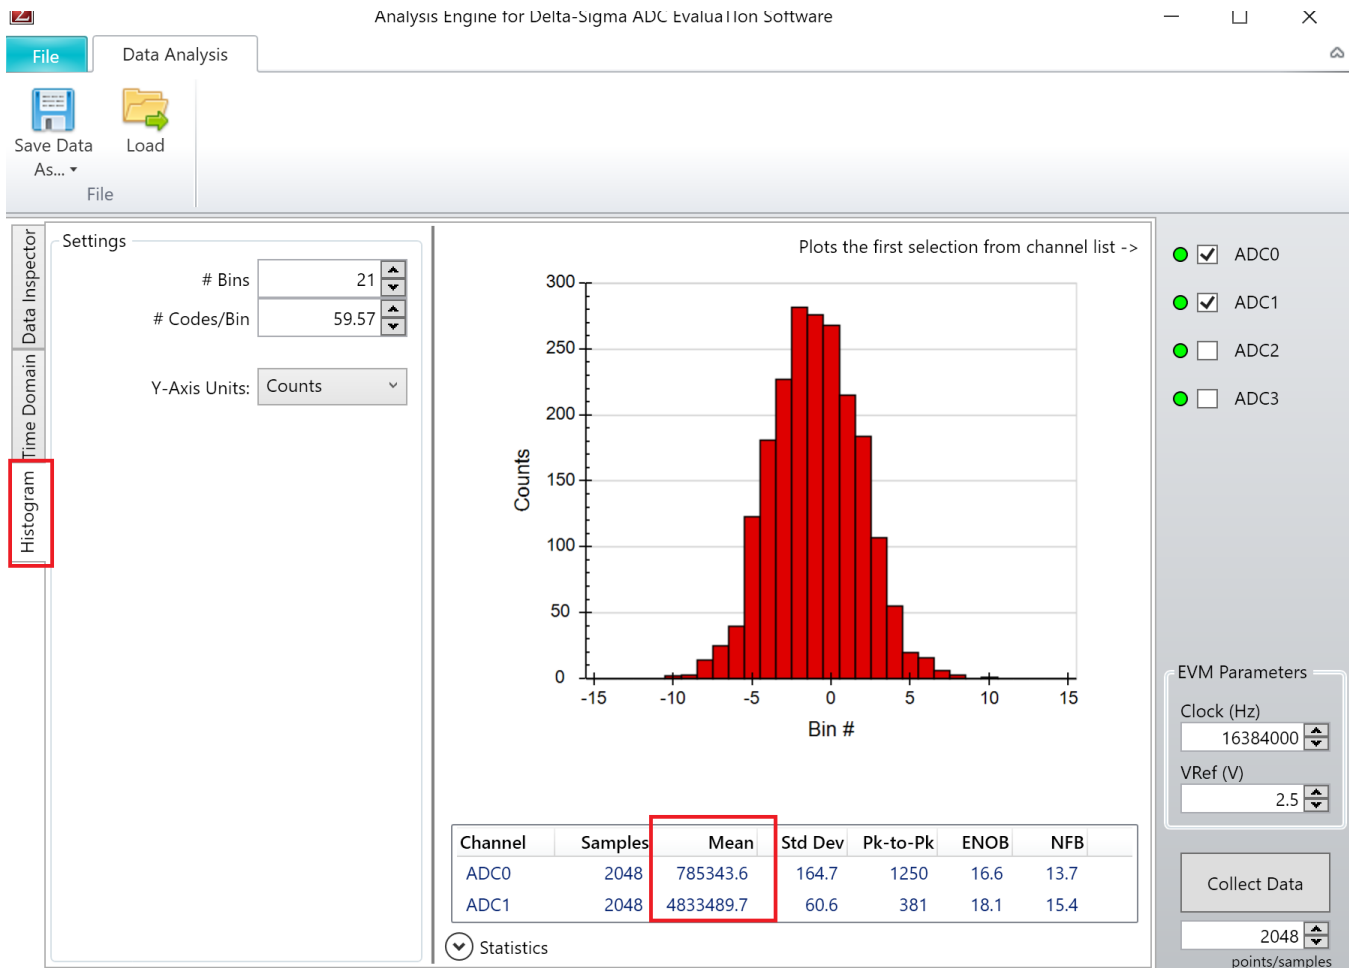 Analysis Engine for Delta-Sigma ADC EvaluaTIon Software
File
Data Analysis
Save Data
As...
Load
File
Data Inspector
Time Domain
Histogram
Settings
# Bins 21
# Codes/Bin 59.57
Y-Axis Units: Counts
Plots the first selection from channel list ->
300
250
200
150
100
50
0
Counts
-15 -10 -5 0 5 10 15
Bin #
Channel Samples Mean Std Dev Pk-to-Pk ENOB NFB
ADC0 2048 785343.6 164.7 1250 16.6 13.7
ADC1 2048 4833489.7 60.6 381 18.1 15.4
Statistics
ADC0
ADC1
ADC2
ADC3
EVM Parameters
Clock (Hz)
16384000
VRef (V)
2.5
Collect Data
2048
points/samples